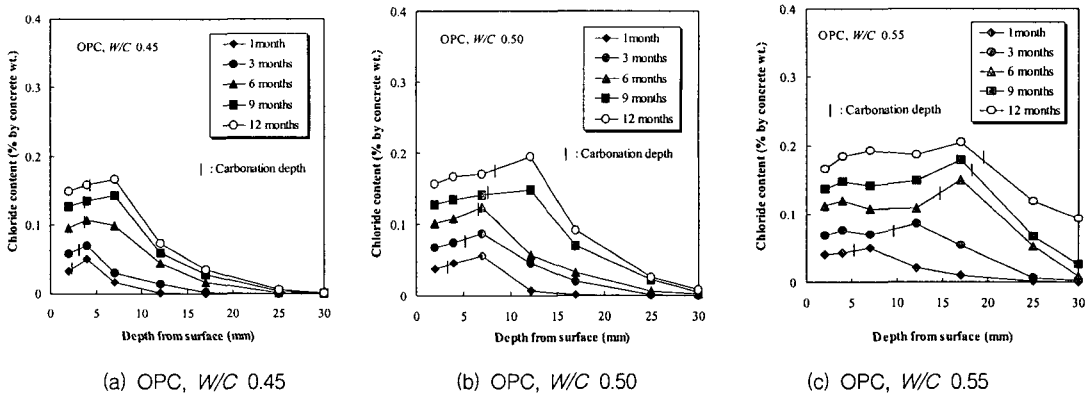 0.4
0.3
0.2
0.1
0
Chloride content (% by concrete wt.)
OPC, W/C 0.45
1month
3 months
6 months
9 months
12 months
| : Carbonation depth
0 5 10 15 20 25 30
Depth from surface (mm)
(a) OPC, W/C 0.45
0.4
0.3
0.2
0.1
0
Chloride content (% by concrete wt.)
OPC, W/C 0.50
1month
3 months
6 months
9 months
12 months
| : Carbonation depth
0 5 10 15 20 25 30
Depth from surface (mm)
(b) OPC, W/C 0.50
0.4
0.3
0.2
0.1
0
Chloride content (% by concrete wt.)
OPC, W/C 0.55
1month
3 months
6 months
9 months
12 months
| : Carbonation depth
0 5 10 15 20 25 30
Depth from surface (mm)
(c) OPC, W/C 0.55